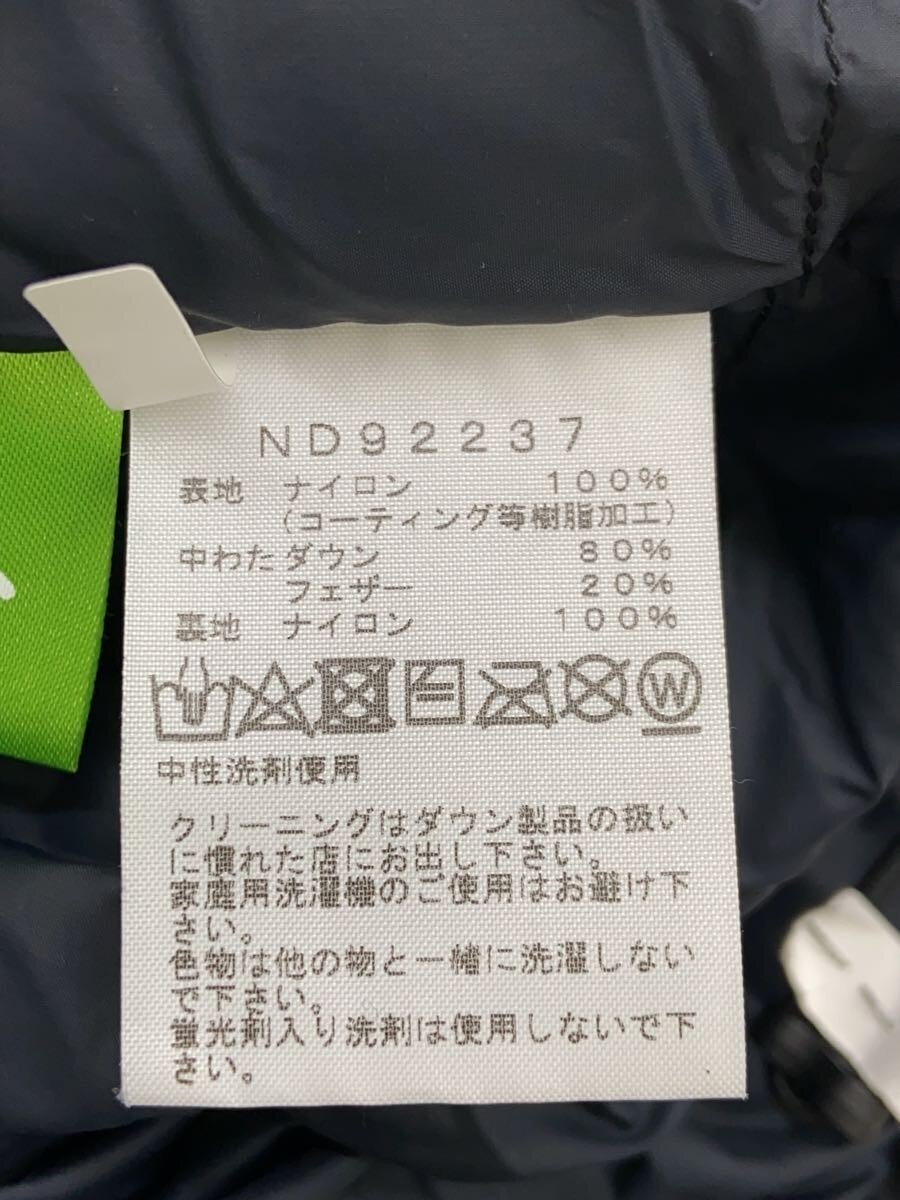 ND92237
表地 ナイロン 100%
(コーティング等樹脂加工)
中わた ダウン 80%
フェザー 20%
裏地 ナイロン 100%
W
中性洗剤使用
クリーニングはダウン製品の扱い
に慣れた店にお出し下さい。
家庭用洗濯機のご使用はお避け下
さい。
色物は他の物と一緒に洗濯しない
で下さい。
蛍光剤入り洗剤は使用しないで下
さい。